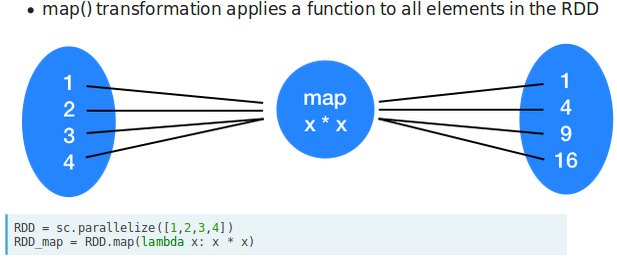 • map() transformation applies a function to all elements in the RDD
1
2
3
4
map
x * x
1
4
9
16
RDD = sc.parallelize([1,2,3,4])
RDD_map = RDD.map(lambda x: x * x)